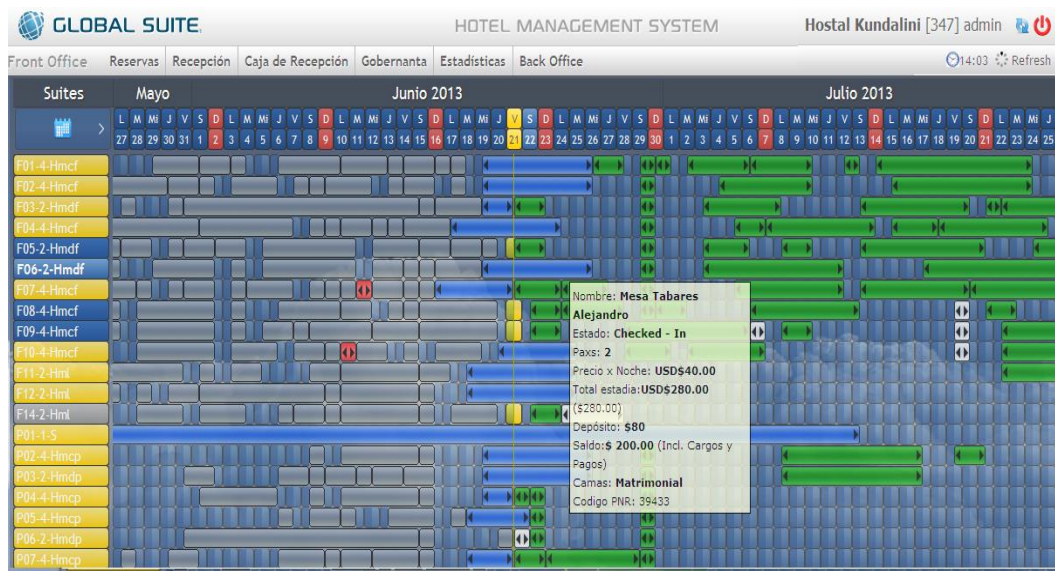 GLOBAL SUITE. HOTEL MANAGEMENT SYSTEM Hostal Kundalini [347] admin
Front Office Reservas Recepción Caja de Recepción Gobernanta Estadísticas Back Office 14:03 Refresh
Suites Mayo Junio 2013 Julio 2013
L M Mi J V S D L M Mi J V S D L M Mi J V S D L M Mi J V S D L M Mi J V S D L M Mi J V S D L M Mi J V S D L M Mi J V S D L M Mi J
27 28 29 30 31 1 2 3 4 5 6 7 8 9 10 11 12 13 14 15 16 17 18 19 20 21 22 23 24 25 26 27 28 29 30 1 2 3 4 5 6 7 8 9 10 11 12 13 14 15 16 17 18 19 20 21 22 23 24 25
F01-4-Hmcf
F02-4-Hmcf
F03-2-Hmdf
F04-4-Hmcf
F05-2-Hmdf
F06-2-Hmdf
F07-4-Hmcf
F08-4-Hmcf
F09-4-Hmcf
F10-4-Hmcf
F11-2-Hml
F12-2-Hml
F14-2-Hml
P01-1-S
P02-4-Hmcp
P03-2-Hmdp
P04-4-Hmcp
P05-4-Hmcp
P06-2-Hmdp
P07-4-Hmcp
Nombre: Mesa Tabares
Alejandro
Estado: Checked - In
Paxs: 2
Precio x Noche: USD$40.00
Total estadia:USD$280.00
($280.00)
Depósito: $80
Saldo:$ 200.00 (Incl. Cargos y
Pagos)
Camas: Matrimonial
Codigo PNR: 39433